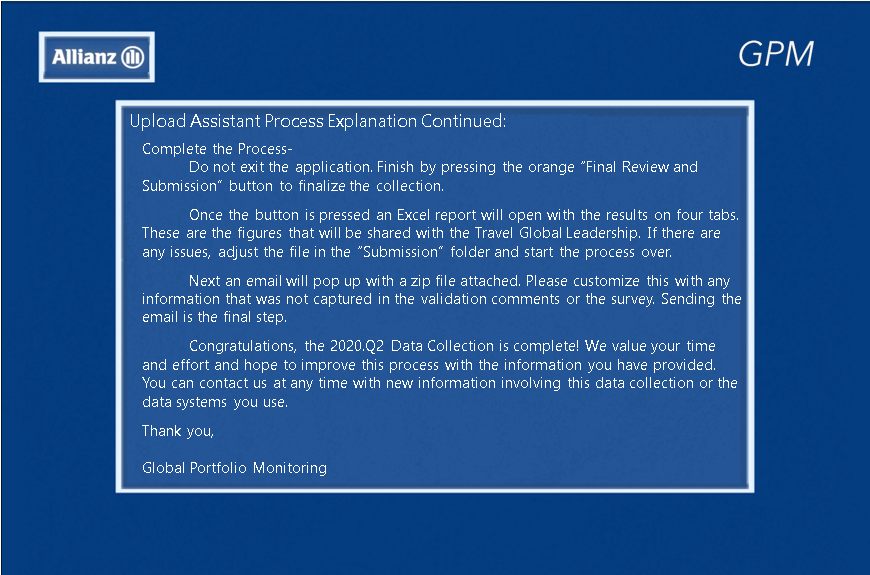 Allianz
GPM
Upload Assistant Process Explanation Continued:
Complete the Process-
Do not exit the application. Finish by pressing the orange "Final Review and
Submission" button to finalize the collection.
Once the button is pressed an Excel report will open with the results on four tabs.
These are the figures that will be shared with the Travel Global Leadership. If there are
any issues, adjust the file in the "Submission" folder and start the process over.
Next an email will pop up with a zip file attached. Please customize this with any
information that was not captured in the validation comments or the survey. Sending the
email is the final step.
Congratulations, the 2020.Q2 Data Collection is complete! We value your time
and effort and hope to improve this process with the information you have provided.
You can contact us at any time with new information involving this data collection or the
data systems you use.
Thank you,
Global Portfolio Monitoring